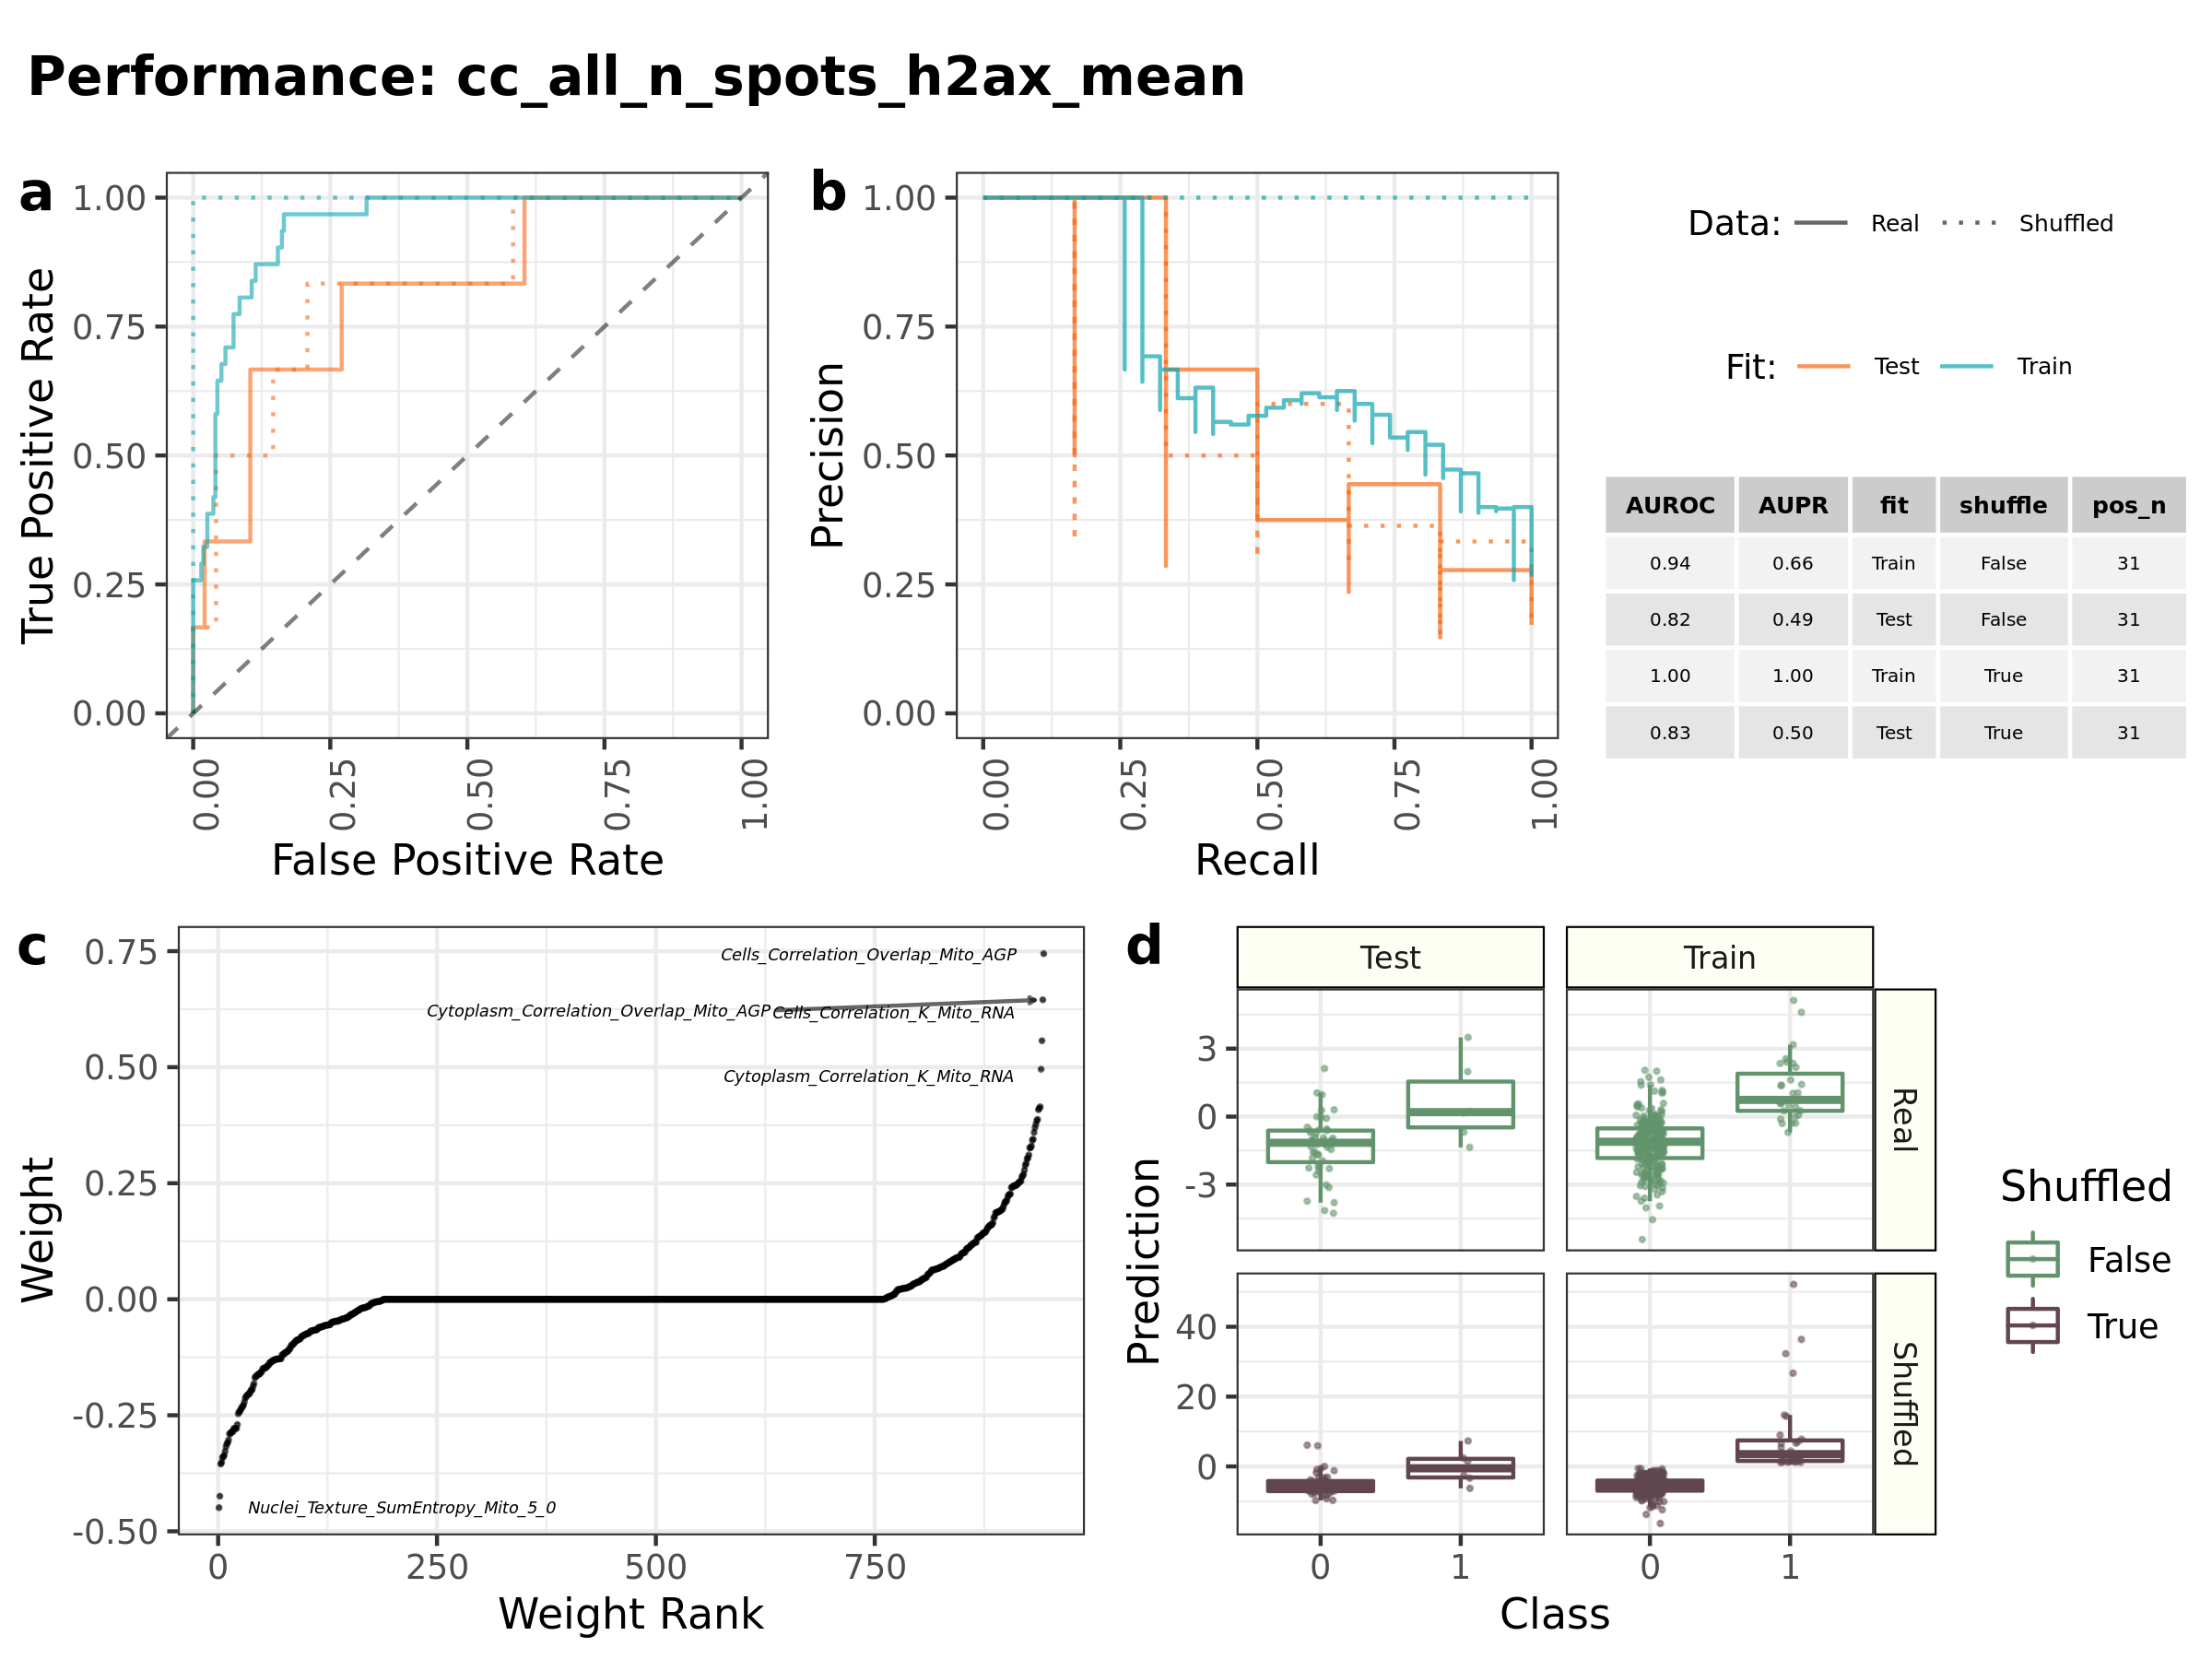 Performance: cc_all_n_spots_h2ax_mean
a
1.00
0.75
0.50
0.25
0.00
True Positive Rate
0.00
0.25
0.50
0.75
1.00
False Positive Rate
b
1.00
0.75
0.50
0.25
0.00
Precision
0.00
0.25
0.50
0.75
1.00
Recall
Data: Real Shuffled
Fit: Test Train
AUROC AUPR fit shuffle pos_n
0.94 0.66 Train False 31
0.82 0.49 Test False 31
1.00 1.00 Train True 31
0.83 0.50 Test True 31
c
0.75
0.50
0.25
0.00
-0.25
-0.50
Weight
Cells_Correlation_Overlap_Mito_AGP
Cytoplasm_Correlation_Overlap_Mito_AGP
Cells_Correlation_K_Mito_RNA
Cytoplasm_Correlation_K_Mito_RNA
Nuclei_Texture_SumEntropy_Mito_5_0
0 250 500 750
Weight Rank
d
Test Train
Real
Shuffled
3
0
-3
40
20
0
Prediction
0 1 0 1
Class
Shuffled
False
True